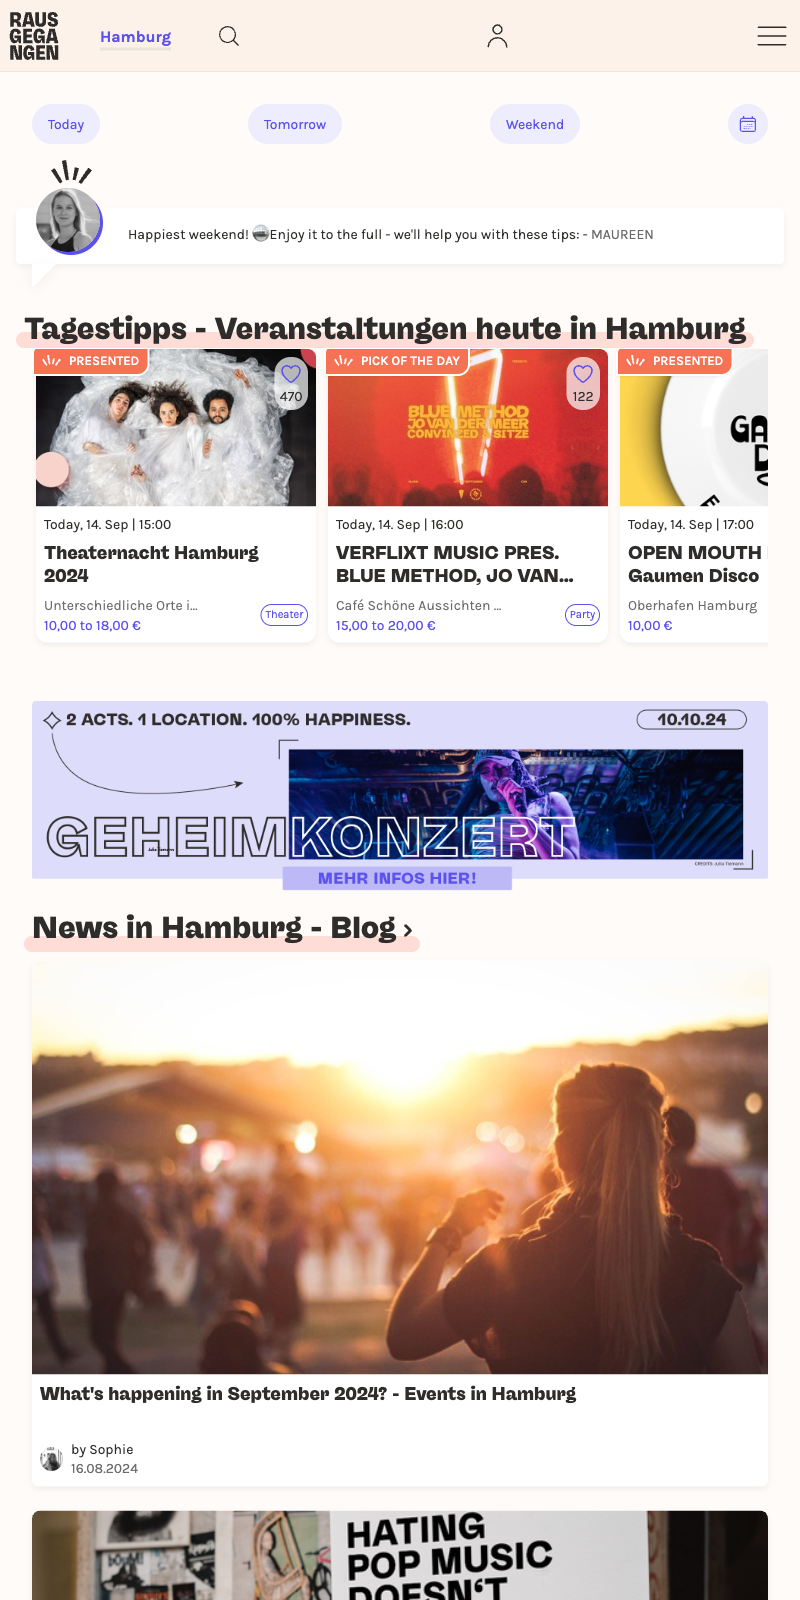 RAUS
GEGA
NGEN
Hamburg
Today
Tomorrow
Weekend
Happiest weekend! Enjoy it to the full - we'll help you with these tips: - MAUREEN
Tagestipps - Veranstaltungen heute in Hamburg
PRESENTED
470
Today, 14. Sep | 15:00
Theaternacht Hamburg
2024
Unterschiedliche Orte i...
10,00 to 18,00 €
Theater
PICK OF THE DAY
122
BLUE METHOD
JO VAN DER MEER
CONVINCED & SITZE
Today, 14. Sep | 16:00
VERFLIXT MUSIC PRES.
BLUE METHOD, JO VAN...
Café Schöne Aussichten ...
15,00 to 20,00 €
Party
PRESENTED
GA
D
Today, 14. Sep | 17:00
OPEN MOUTH
Gaumen Disco
Oberhafen Hamburg
10,00 €
2 ACTS. 1 LOCATION. 100% HAPPINESS.
10.10.24
GEHEIMKONZERT
MEHR INFOS HIER!
News in Hamburg - Blog ›
What's happening in September 2024? - Events in Hamburg
by Sophie
16.08.2024
HATING
POP MUSIC
DOESN'T